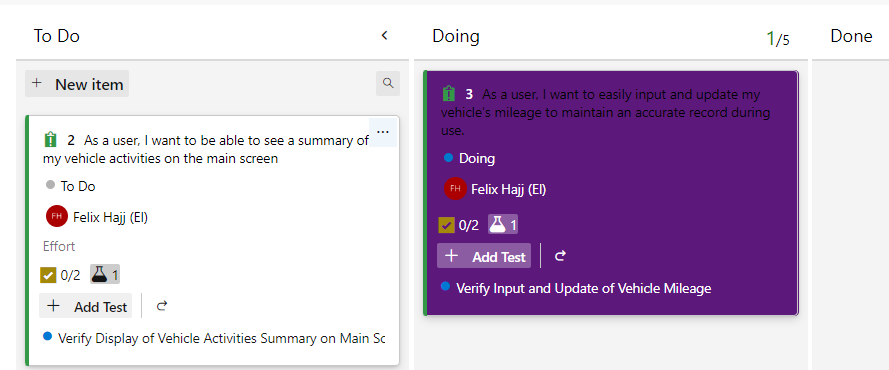 To Do
<
+ New item
2 As a user, I want to be able to see a summary of
...
my vehicle activities on the main screen
To Do
FH Felix Hajj (EI)
Effort
0/2 1
+ Add Test
Verify Display of Vehicle Activities Summary on Main Sc
Doing
1/5
3 As a user, I want to easily input and update my
vehicle's mileage to maintain an accurate record during
use.
Doing
FH Felix Hajj (EI)
0/2 1
+ Add Test
Verify Input and Update of Vehicle Mileage
Done